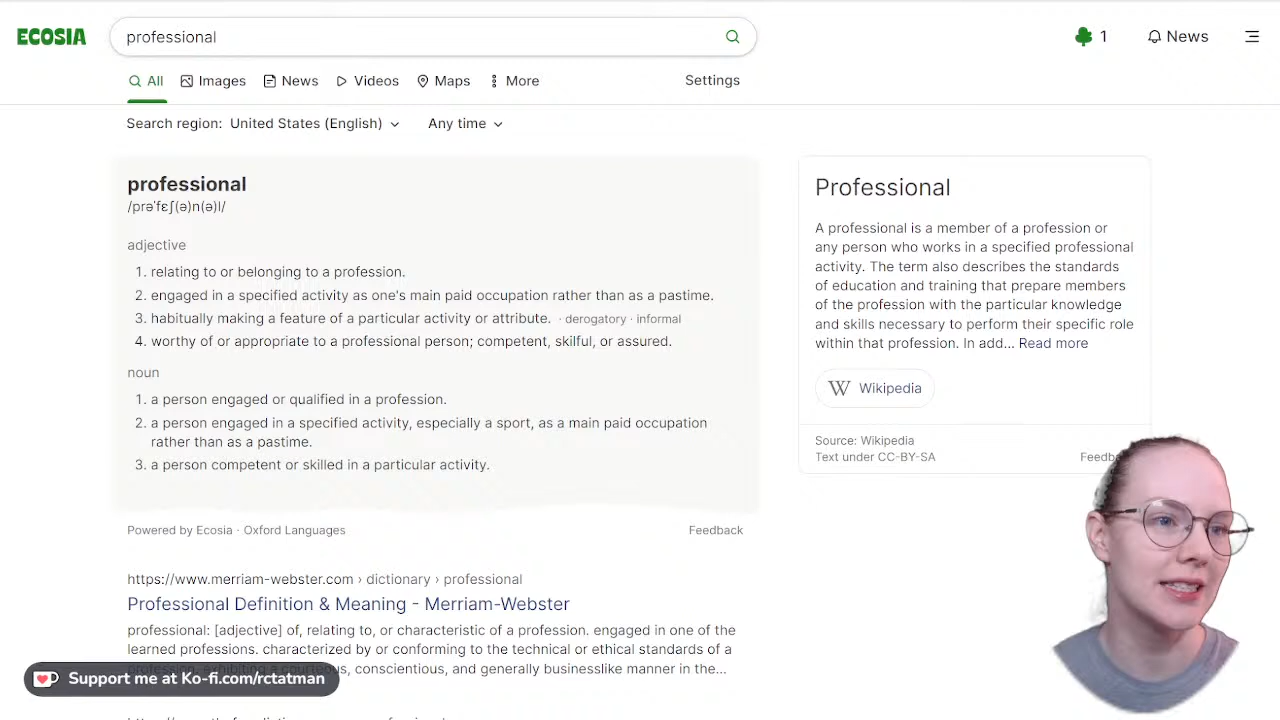 ECOSIA
professional
1
News
All
Images
News
Videos
Maps
More
Settings
Search region: United States (English)
Any time
professional
/prəˈfɛʃ(ə)n(ə)l/
adjective
1. relating to or belonging to a profession.
2. engaged in a specified activity as one's main paid occupation rather than as a pastime.
3. habitually making a feature of a particular activity or attribute. · derogatory · informal
4. worthy of or appropriate to a professional person; competent, skilful, or assured.
noun
1. a person engaged or qualified in a profession.
2. a person engaged in a specified activity, especially a sport, as a main paid occupation
rather than as a pastime.
3. a person competent or skilled in a particular activity.
Powered by Ecosia · Oxford Languages
Feedback
Professional
A professional is a member of a profession or
any person who works in a specified professional
activity. The term also describes the standards
of education and training that prepare members
of the profession with the particular knowledge
and skills necessary to perform their specific role
within that profession. In add... Read more
W Wikipedia
Source: Wikipedia
Text under CC-BY-SA
https://www.merriam-webster.com › dictionary › professional
Professional Definition & Meaning - Merriam-Webster
professional: [adjective] of, relating to, or characteristic of a profession. engaged in one of the
learned professions. characterized by or conforming to the technical or ethical standards of a
conscientious, and generally businesslike manner in the...
Support me at Ko-fi.com/rctatman